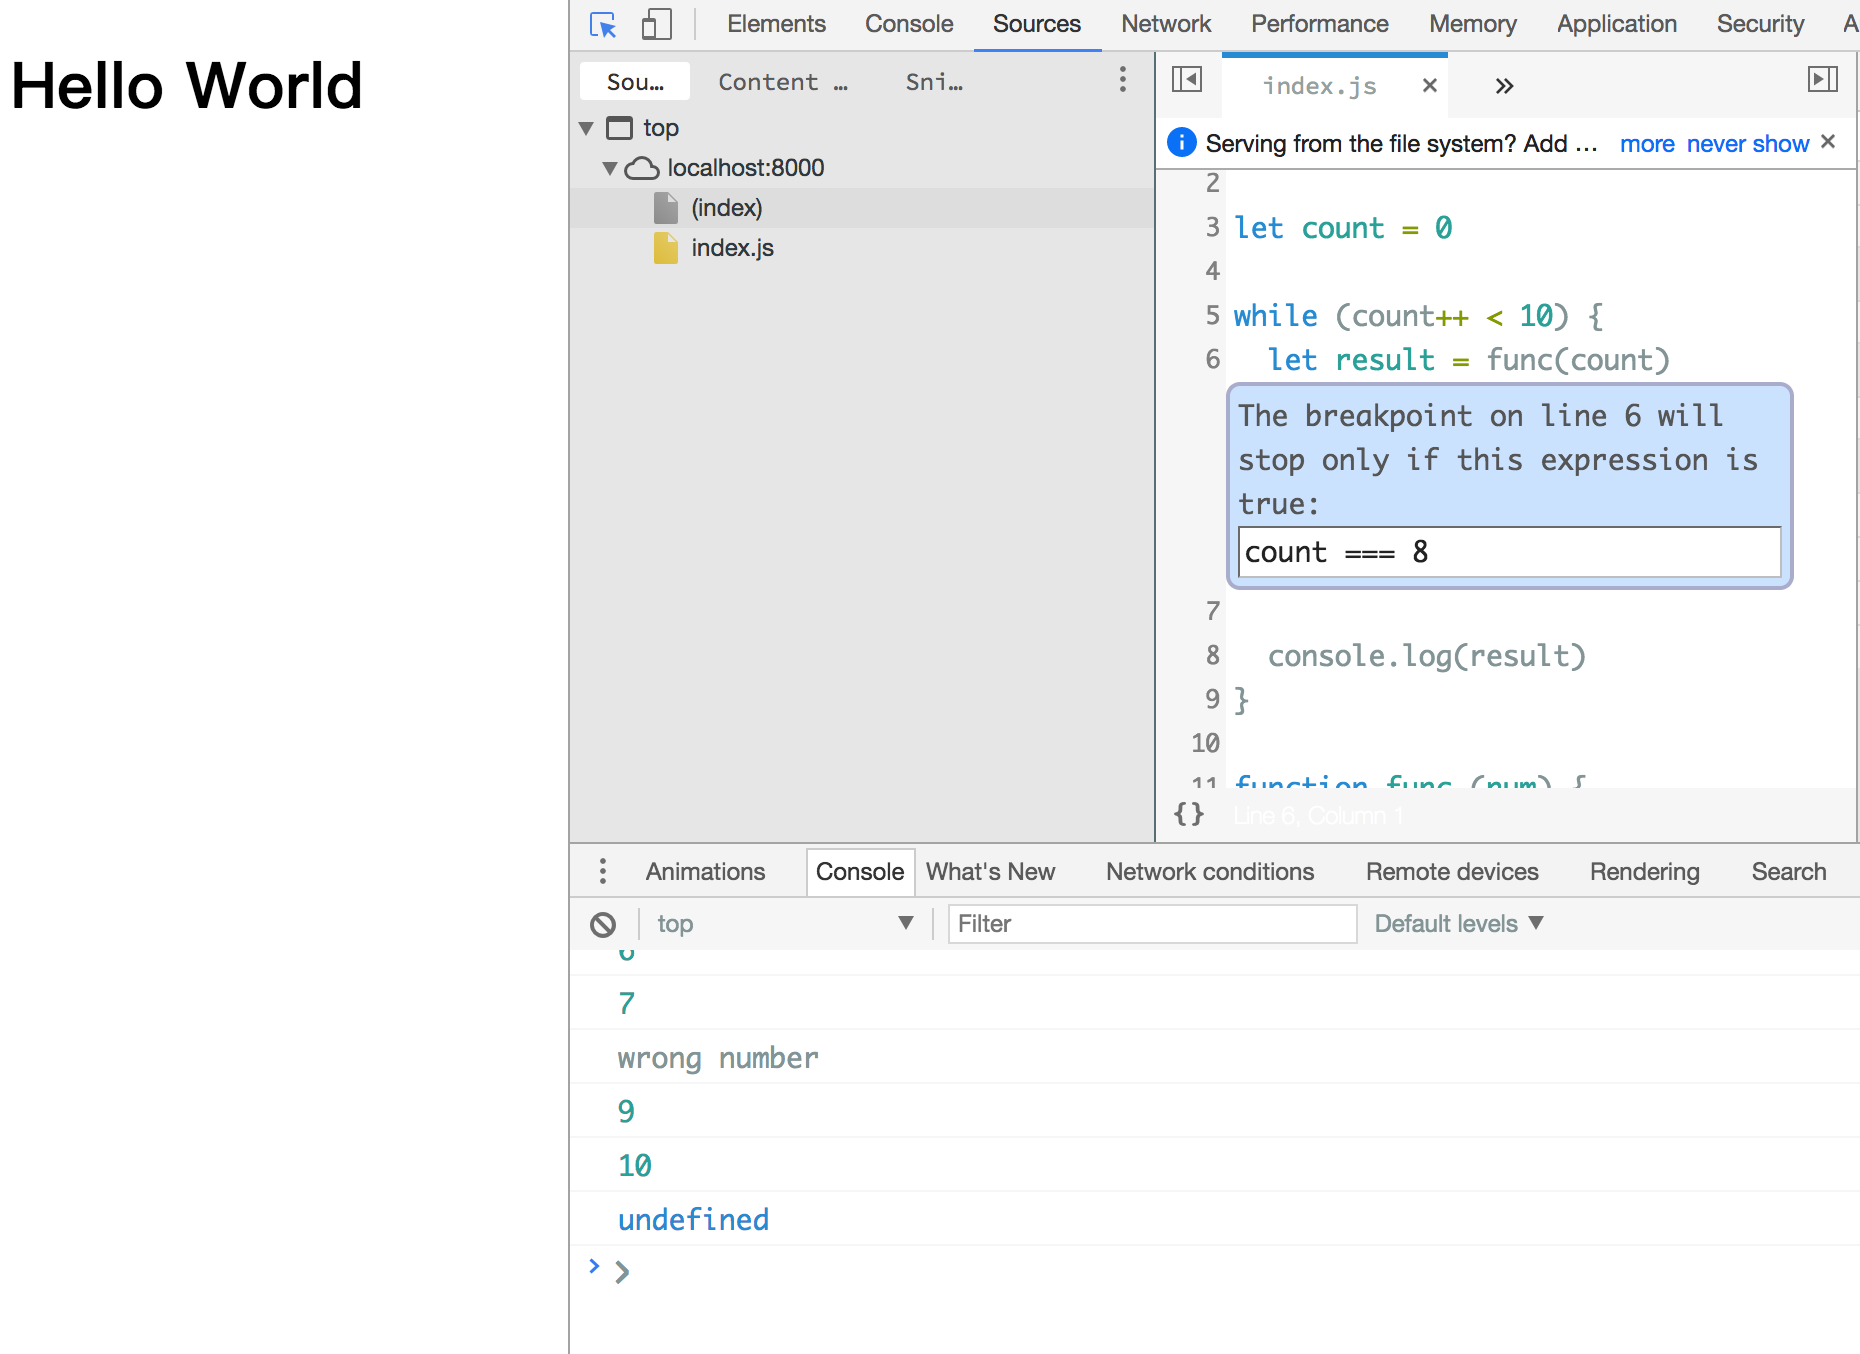 Hello World
Elements Console Sources Network Performance Memory Application Security A
Sou… Content … Sni…
top
localhost:8000
(index)
index.js
index.js × »
Serving from the file system? Add … more never show ×
2
3 let count = 0
4
5 while (count++ < 10) {
6 let result = func(count)
The breakpoint on line 6 will
stop only if this expression is
true:
count === 8
7
8 console.log(result)
9 }
10
11 function func (num) {
{} Line 6, Column 1
Animations Console What's New Network conditions Remote devices Rendering Search
top Filter Default levels
6
7
wrong number
9
10
undefined